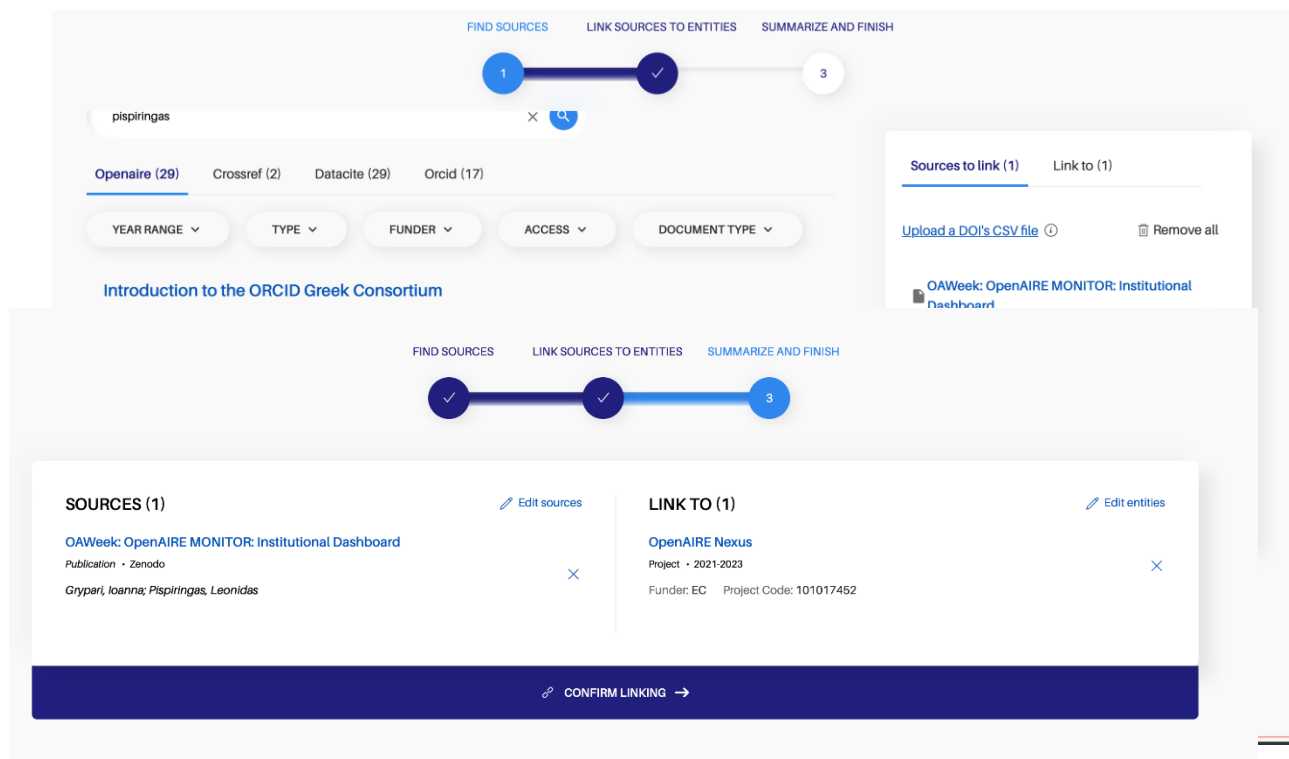 FIND SOURCES LINK SOURCES TO ENTITIES SUMMARIZE AND FINISH
1 3
pispiringas
Openaire (29) Crossref (2) Datacite (29) Orcid (17)
YEAR RANGE TYPE FUNDER ACCESS DOCUMENT TYPE
Introduction to the ORCID Greek Consortium
Sources to link (1) Link to (1)
Upload a DOI's CSV file Remove all
OAWeek: OpenAIRE MONITOR: Institutional
Dashboard
FIND SOURCES LINK SOURCES TO ENTITIES SUMMARIZE AND FINISH
3
SOURCES (1) Edit sources
OAWeek: OpenAIRE MONITOR: Institutional Dashboard
Publication · Zenodo
Grypari, Ioanna; Pispiringas, Leonidas
LINK TO (1) Edit entities
OpenAIRE Nexus
Project · 2021-2023
Funder: EC Project Code: 101017452
CONFIRM LINKING →